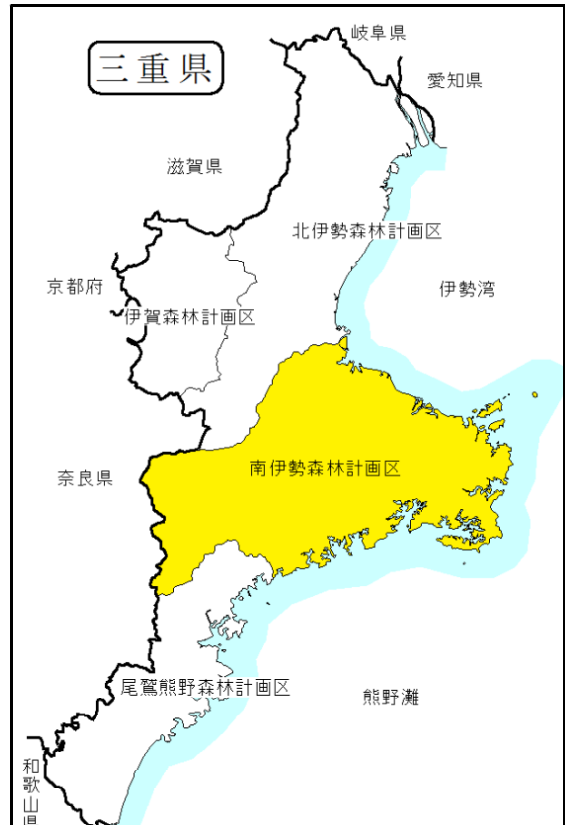 三重県
岐阜県
愛知県
滋賀県
北伊勢森林計画区
京都府
伊勢湾
伊賀森林計画区
奈良県
南伊勢森林計画区
尾鷲熊野森林計画区
熊野灘
和歌山県